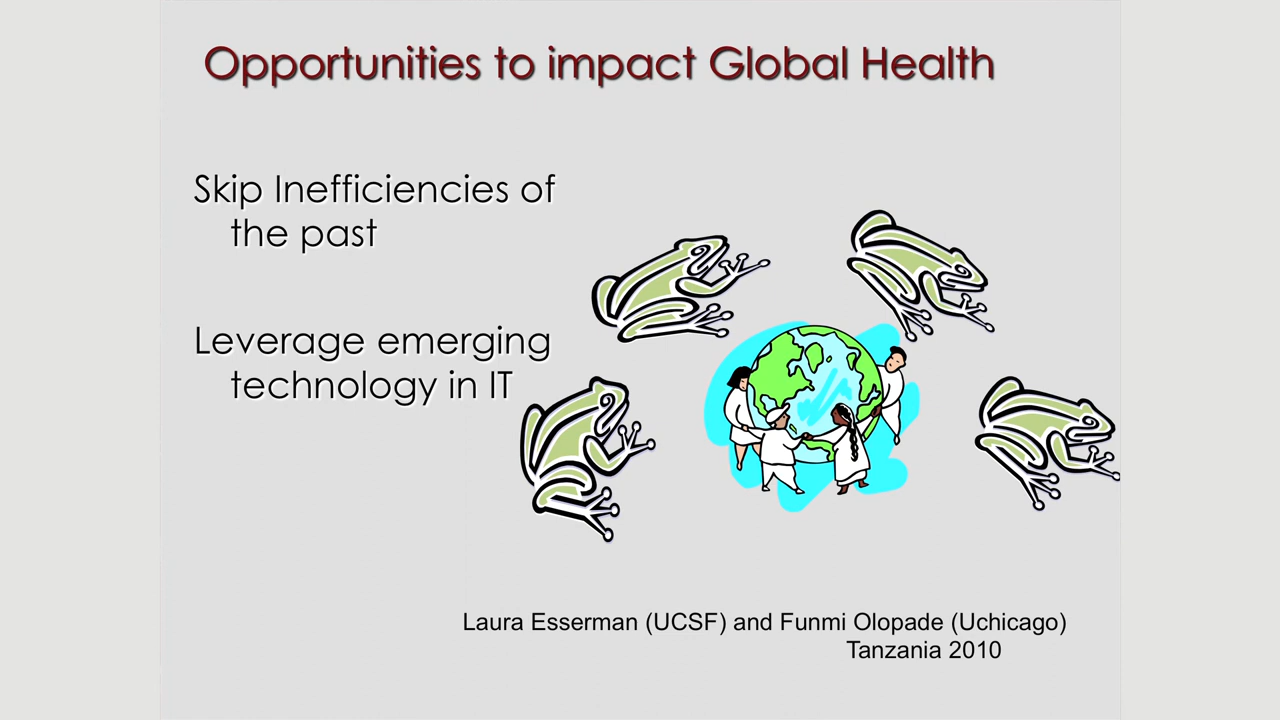 Opportunities to impact Global Health
Skip Inefficiencies of
the past
Leverage emerging
technology in IT
Laura Esserman (UCSF) and Funmi Olopade (Uchicago)
Tanzania 2010